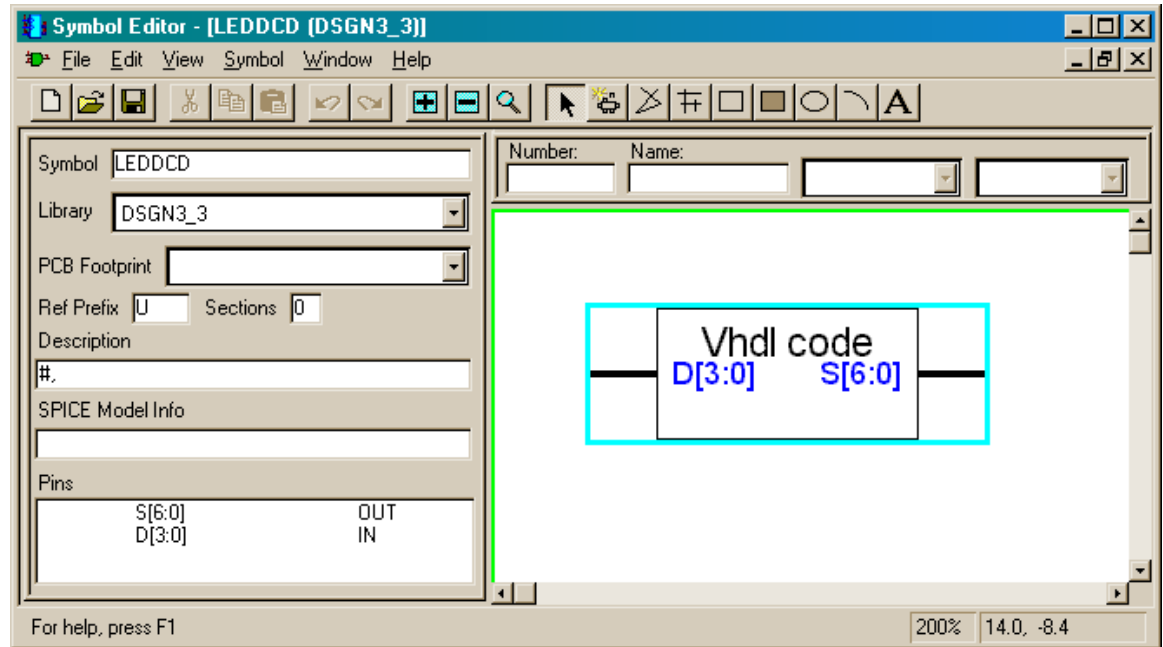 Symbol Editor - [LEDDCD (DSGN3_3)]
File Edit View Symbol Window Help
A
Symbol LEDDCD
Library DSGN3_3
PCB Footprint
Ref Prefix U Sections 0
Description
#,
SPICE Model Info
Pins
S[6:0] OUT
D[3:0] IN
Number: Name:
Vhdl code
D[3:0] S[6:0]
For help, press F1 200% 14.0, -8.4